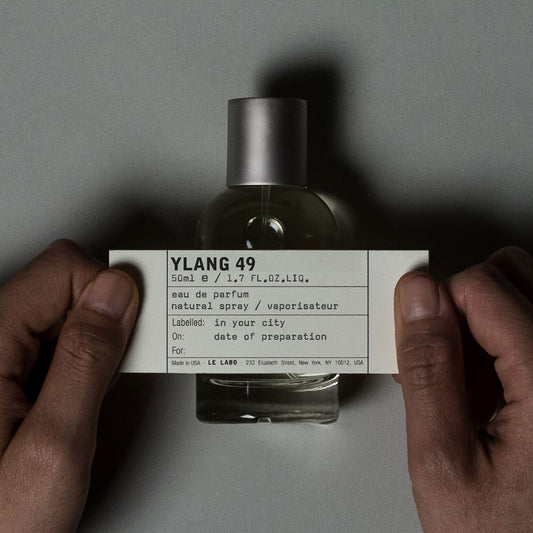 YLANG 49
50ml e / 1.7 FL.OZ.LIQ.
eau de parfum
natural spray / vaporisateur
Labelled: in your city
On: date of preparation
For:
Made in USA - LE LABO - 233 Elizabeth Street, New York, NY 10012, USA